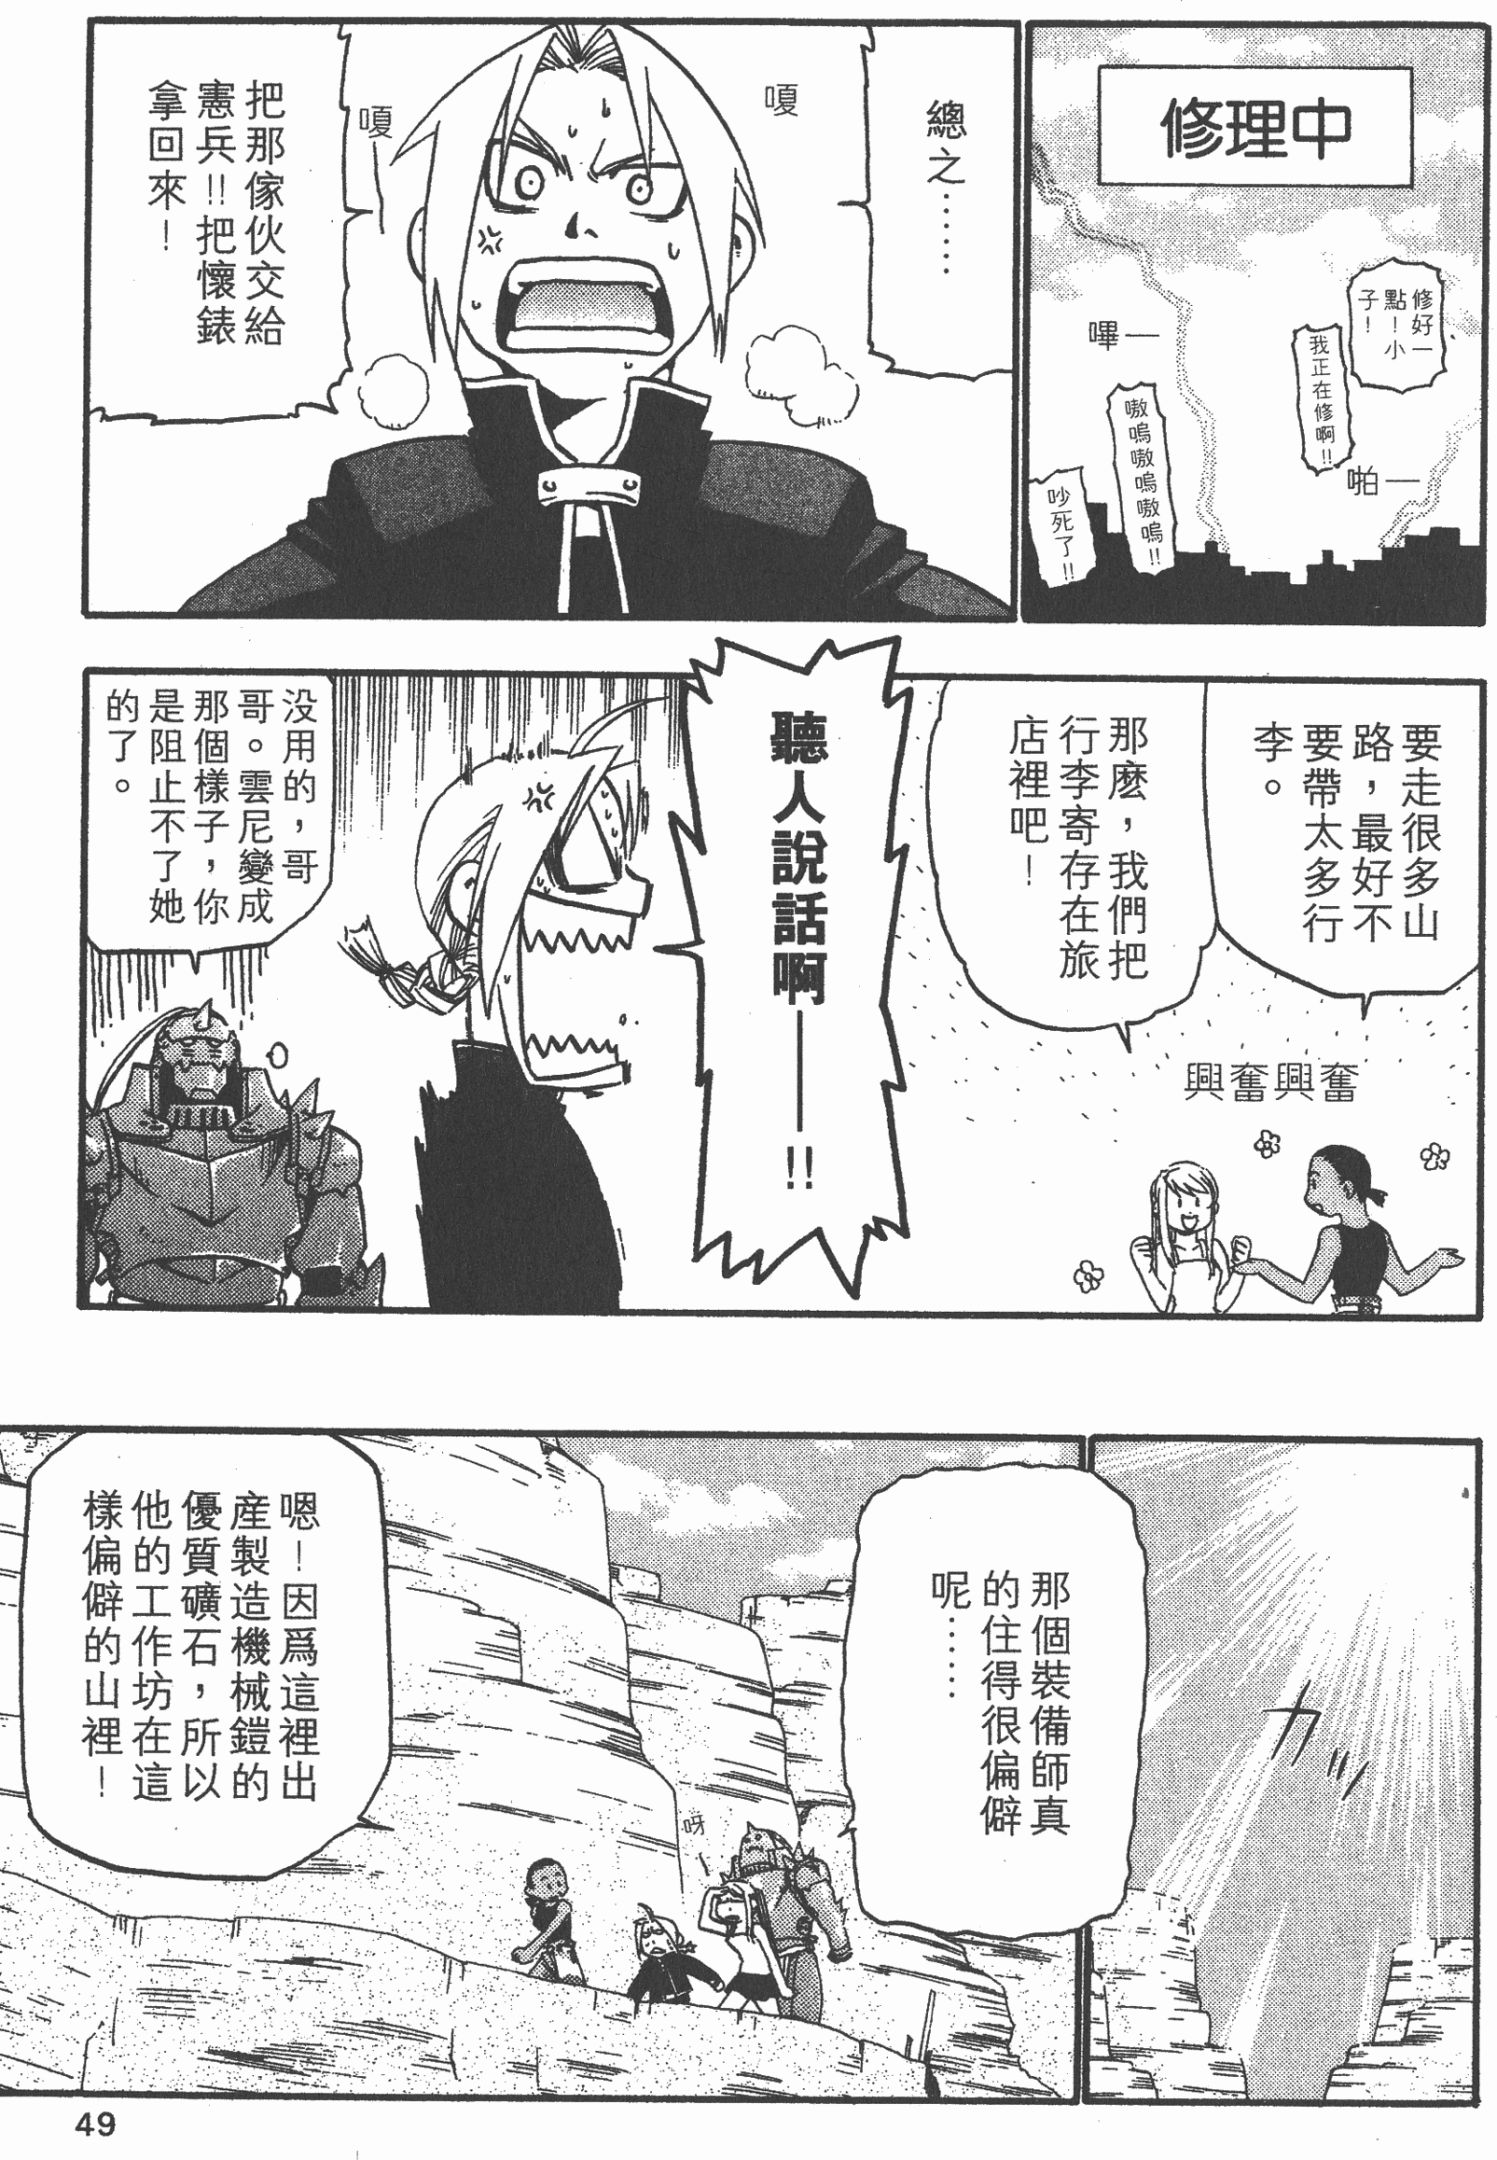 修理中
修好一
點！小
子！
我正在修啊!!
嗶—
嗷嗚嗷嗚嗷嗚!!
啪—
吵死了!!
總之……
嗄
嗄
把那傢伙交給
憲兵!!把懷錶
拿回來！
要走很多山
路，最好不
要帶太多行
李。
那麽，我們把
行李寄存在旅
店裡吧！
興奮興奮
聽人說話啊——!!
没用的，哥
哥。雲尼變成
那個樣子，你
是阻止不了她
的了。
カッ
那個裝備師真
的住得很偏僻
呢……
呀—
嗯！因爲這裡出
産製造機械鎧的
優質礦石，所以
他的工作坊在這
樣偏僻的山裡！
49